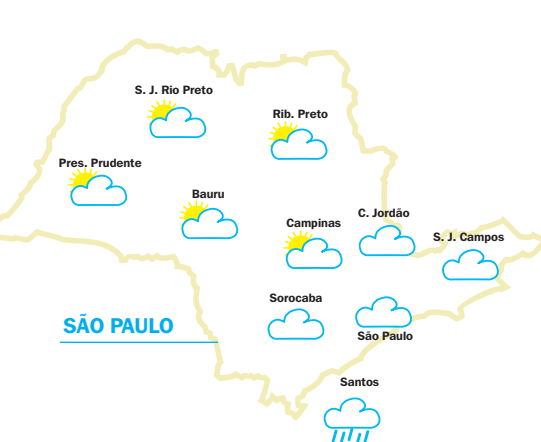 S. J. Rio Preto
Rib. Preto
Pres. Prudente
Bauru
C. Jordão
Campinas
S. J. Campos
Sorocaba
SÃO PAULO
São Paulo
Santos